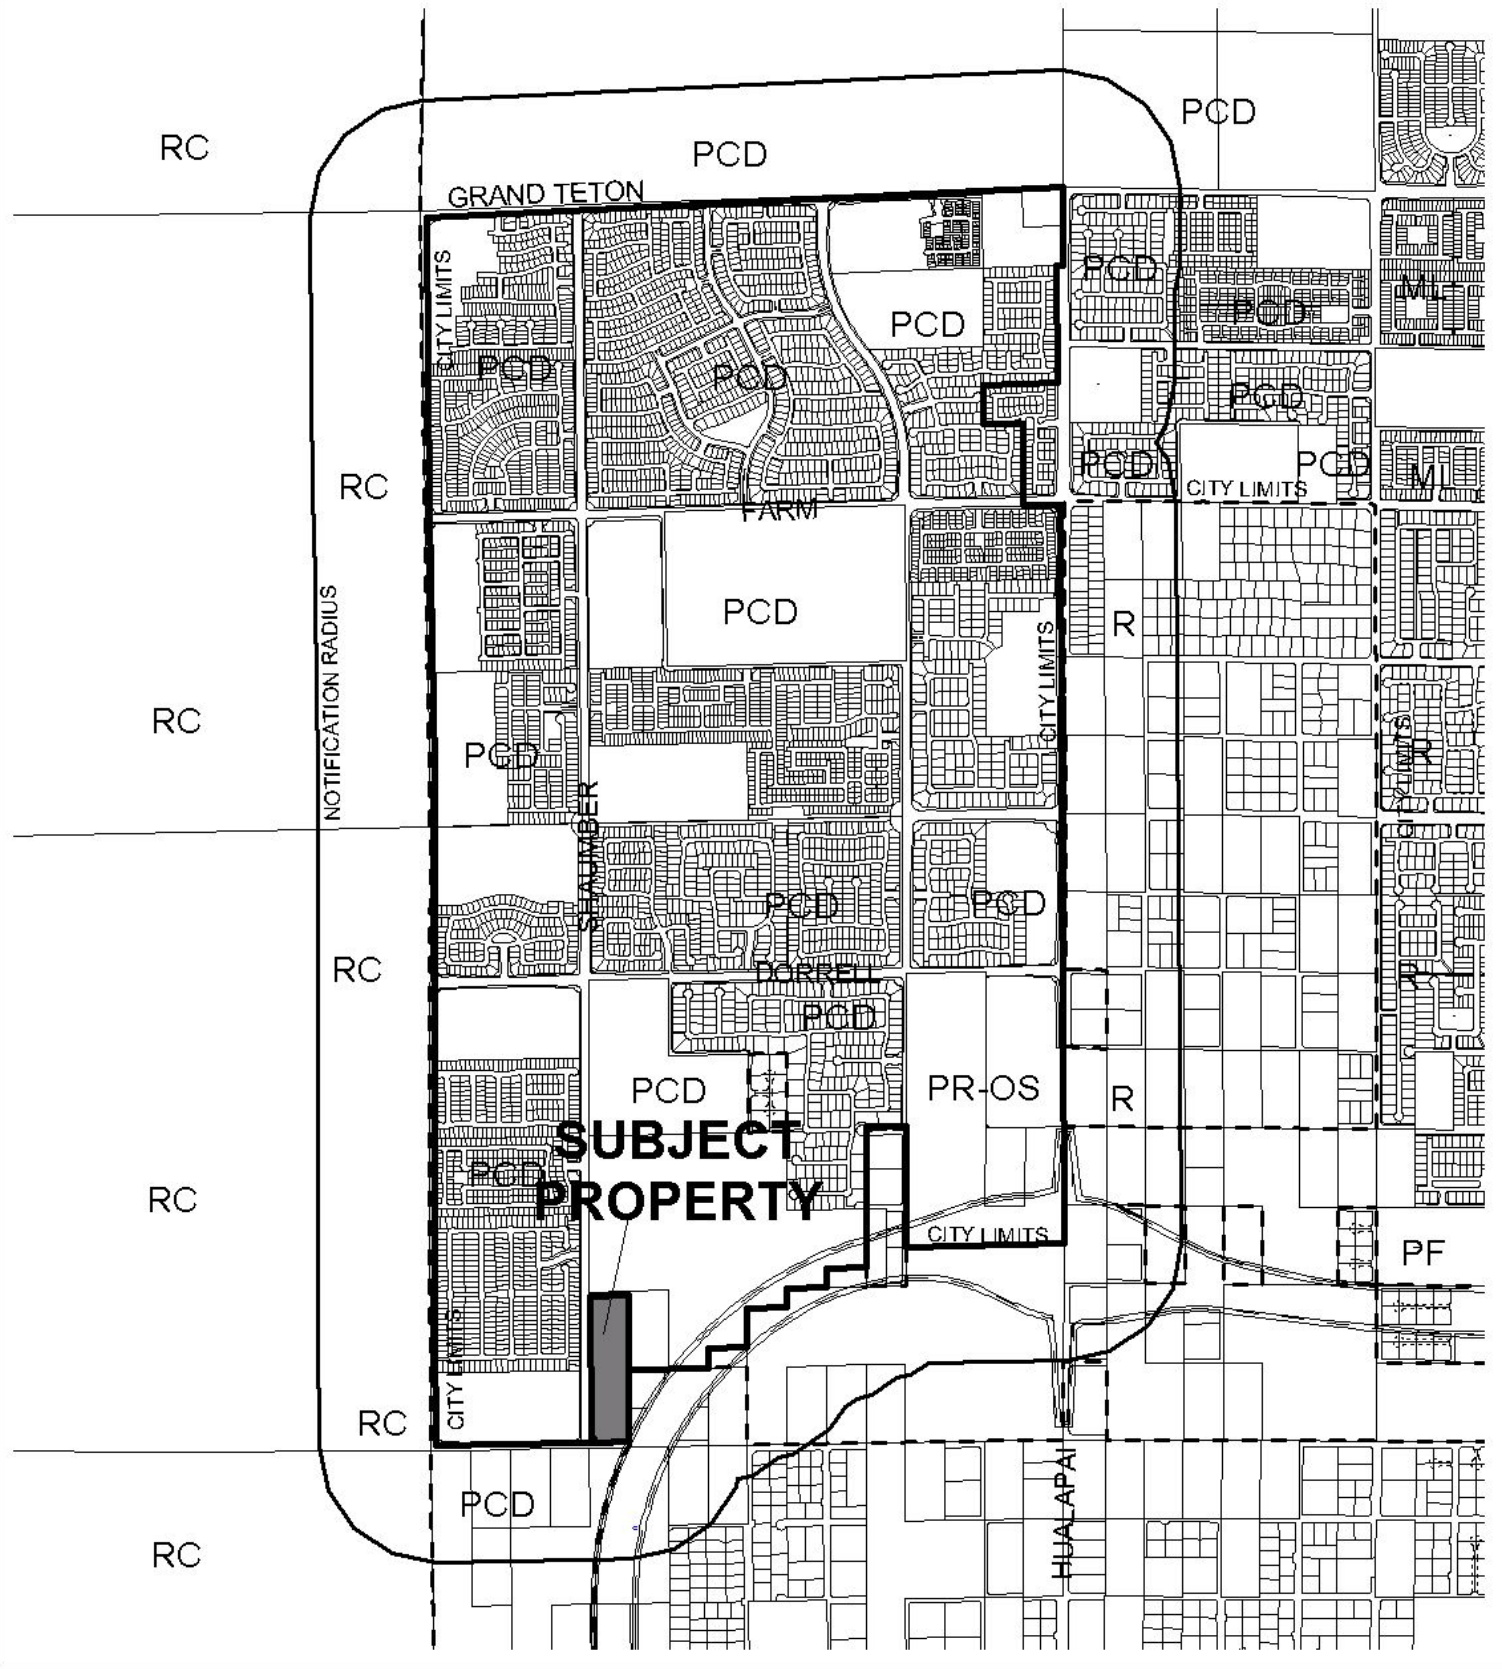 PCD
RC
PCD
GRAND TETON
CITY LIMITS
PCD
PCD
ML
PCD
PCD
PCD
PCD
PCD
PCD
PCD
ML
RC
CITY LIMITS
FARM
PCD
R
NOTIFICATION RADIUS
CITY LIMITS
RC
PCD
CITY LIMITS
R
SHAUMBER
PCD
PCD
RC
DORRELL
R
PCD
PCD
PR-OS
R
SUBJECT
PROPERTY
PCD
RC
CITY LIMITS
PF
CITY LIMITS
RC
PCD
HUALAPAI
RC